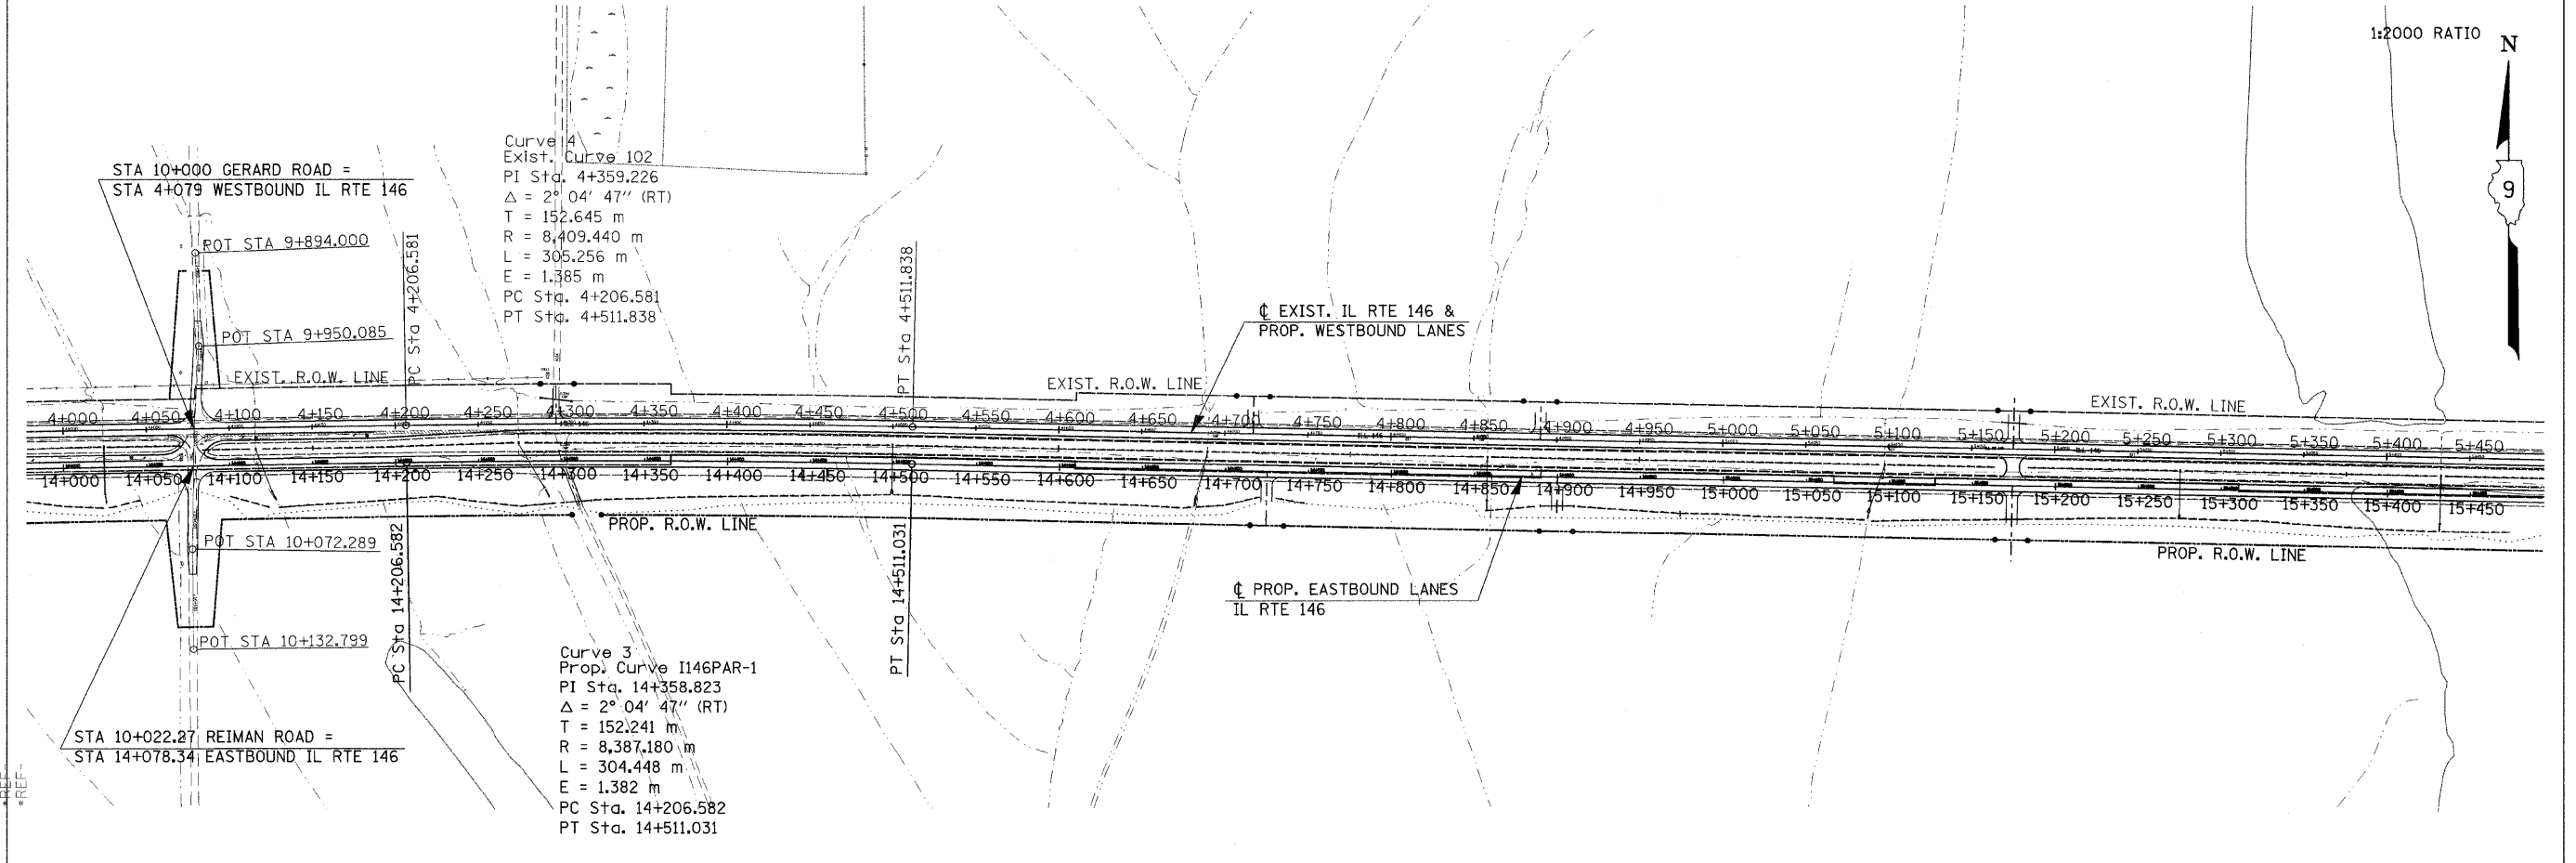 1:2000 RATIO
N
9
STA 10+000 GERARD ROAD =
STA 4+079 WESTBOUND IL RTE 146
Curve 4
Exist. Curve 102
PI Sta. 4+359.226
Δ = 2° 04' 47" (RT)
T = 152.645 m
R = 8,409.440 m
L = 305.256 m
E = 1.385 m
PC Sta. 4+206.581
PT Sta. 4+511.838
POT STA 9+894.000
POT STA 9+950.085
PC Sta 4+206.581
PT Sta 4+511.838
℄ EXIST. IL RTE 146 &
PROP. WESTBOUND LANES
EXIST. R.O.W. LINE
EXIST. R.O.W. LINE
EXIST. R.O.W. LINE
4+000 4+050 4+100 4+150 4+200 4+250 4+300 4+350 4+400 4+450 4+500 4+550 4+600 4+650 4+700 4+750 4+800 4+850 4+900 4+950 5+000 5+050 5+100 5+150 5+200 5+250 5+300 5+350 5+400 5+450
14+000 14+050 14+100 14+150 14+200 14+250 14+300 14+350 14+400 14+450 14+500 14+550 14+600 14+650 14+700 14+750 14+800 14+850 14+900 14+950 15+000 15+050 15+100 15+150 15+200 15+250 15+300 15+350 15+400 15+450
PROP. R.O.W. LINE
PROP. R.O.W. LINE
POT STA 10+072.289
POT STA 10+132.799
PC Sta 14+206.582
PT Sta 14+511.031
℄ PROP. EASTBOUND LANES
IL RTE 146
Curve 3
Prop. Curve I146PAR-1
PI Sta. 14+358.823
Δ = 2° 04' 47" (RT)
T = 152.241 m
R = 8,387.180 m
L = 304.448 m
E = 1.382 m
PC Sta. 14+206.582
PT Sta. 14+511.031
STA 10+022.27 REIMAN ROAD =
STA 14+078.34 EASTBOUND IL RTE 146
*REF*
*REF*